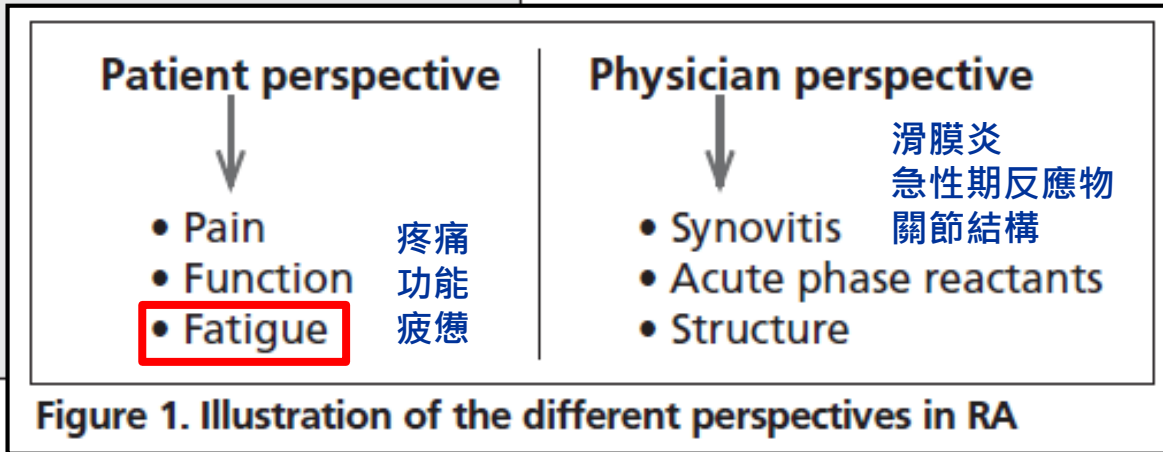 Patient perspective
• Pain
• Function
• Fatigue
疼痛
功能
疲憊
Physician perspective
滑膜炎
急性期反應物
關節結構
• Synovitis
• Acute phase reactants
• Structure
Figure 1. Illustration of the different perspectives in RA